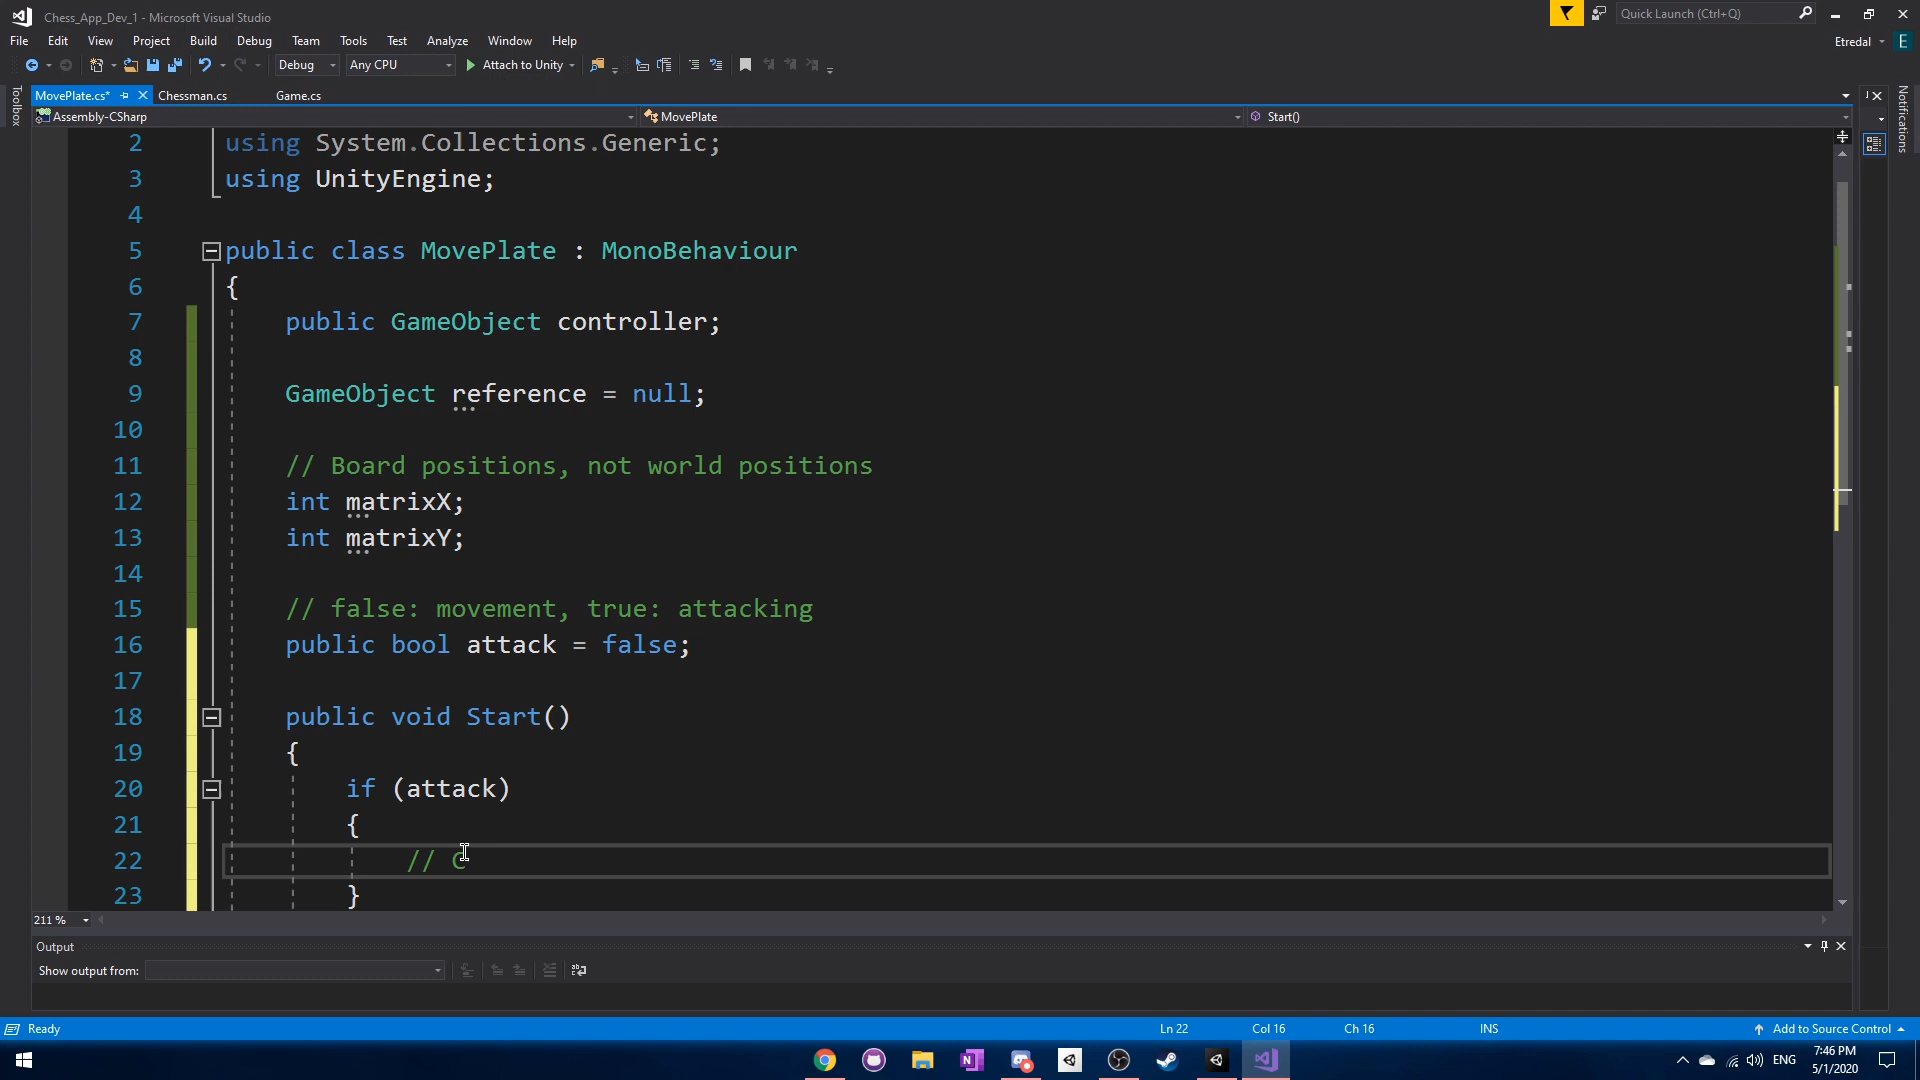 Chess_App_Dev_1 - Microsoft Visual Studio
Quick Launch (Ctrl+Q)
File Edit View Project Build Debug Team Tools Test Analyze Window Help
Etredal E
Debug Any CPU Attach to Unity
Toolbox
MovePlate.cs* Chessman.cs Game.cs
Notifications
Assembly-CSharp MovePlate Start()
2 using System.Collections.Generic;
3 using UnityEngine;
4
5 public class MovePlate : MonoBehaviour
6 {
7 public GameObject controller;
8
9 GameObject reference = null;
10
11 // Board positions, not world positions
12 int matrixX;
13 int matrixY;
14
15 // false: movement, true: attacking
16 public bool attack = false;
17
18 public void Start()
19 {
20 if (attack)
21 {
22 // C
23 }
211 %
Output
Show output from:
Ready Ln 22 Col 16 Ch 16 INS Add to Source Control
ENG 7:46 PM
5/1/2020